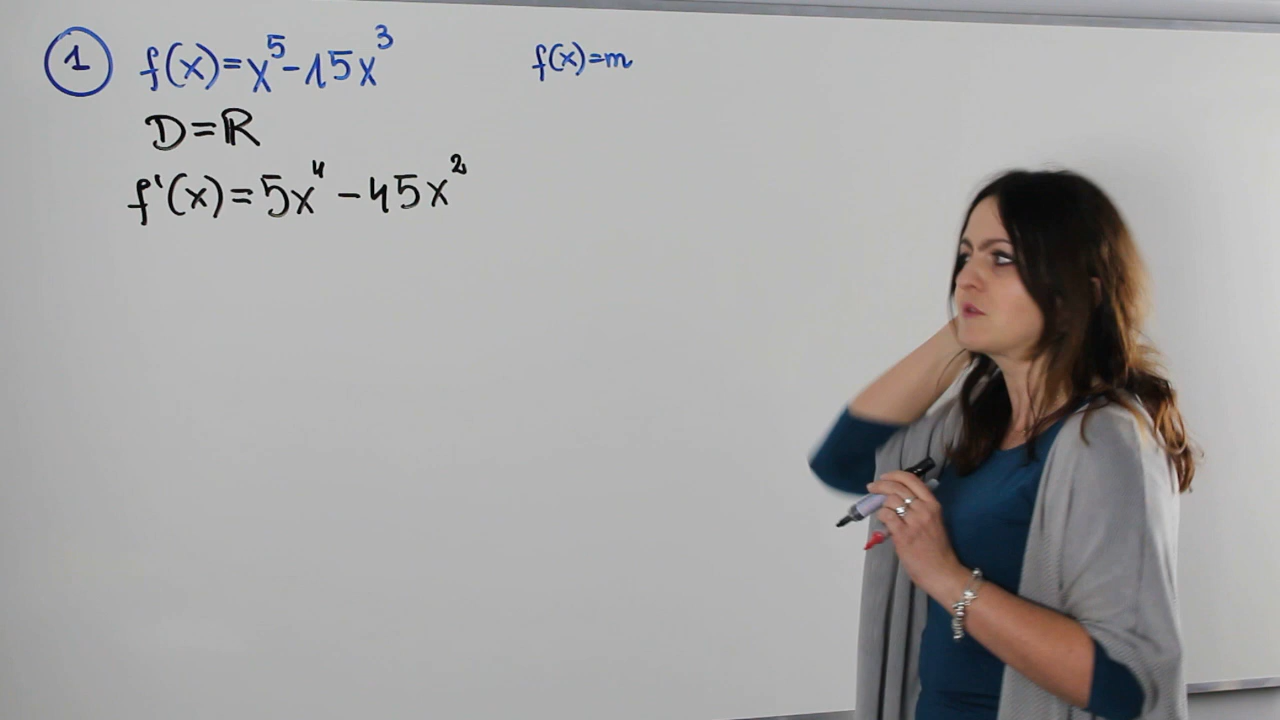 1 f(x)=x⁵-15x³ f(x)=m
D=ℝ
f'(x)=5x⁴-45x²